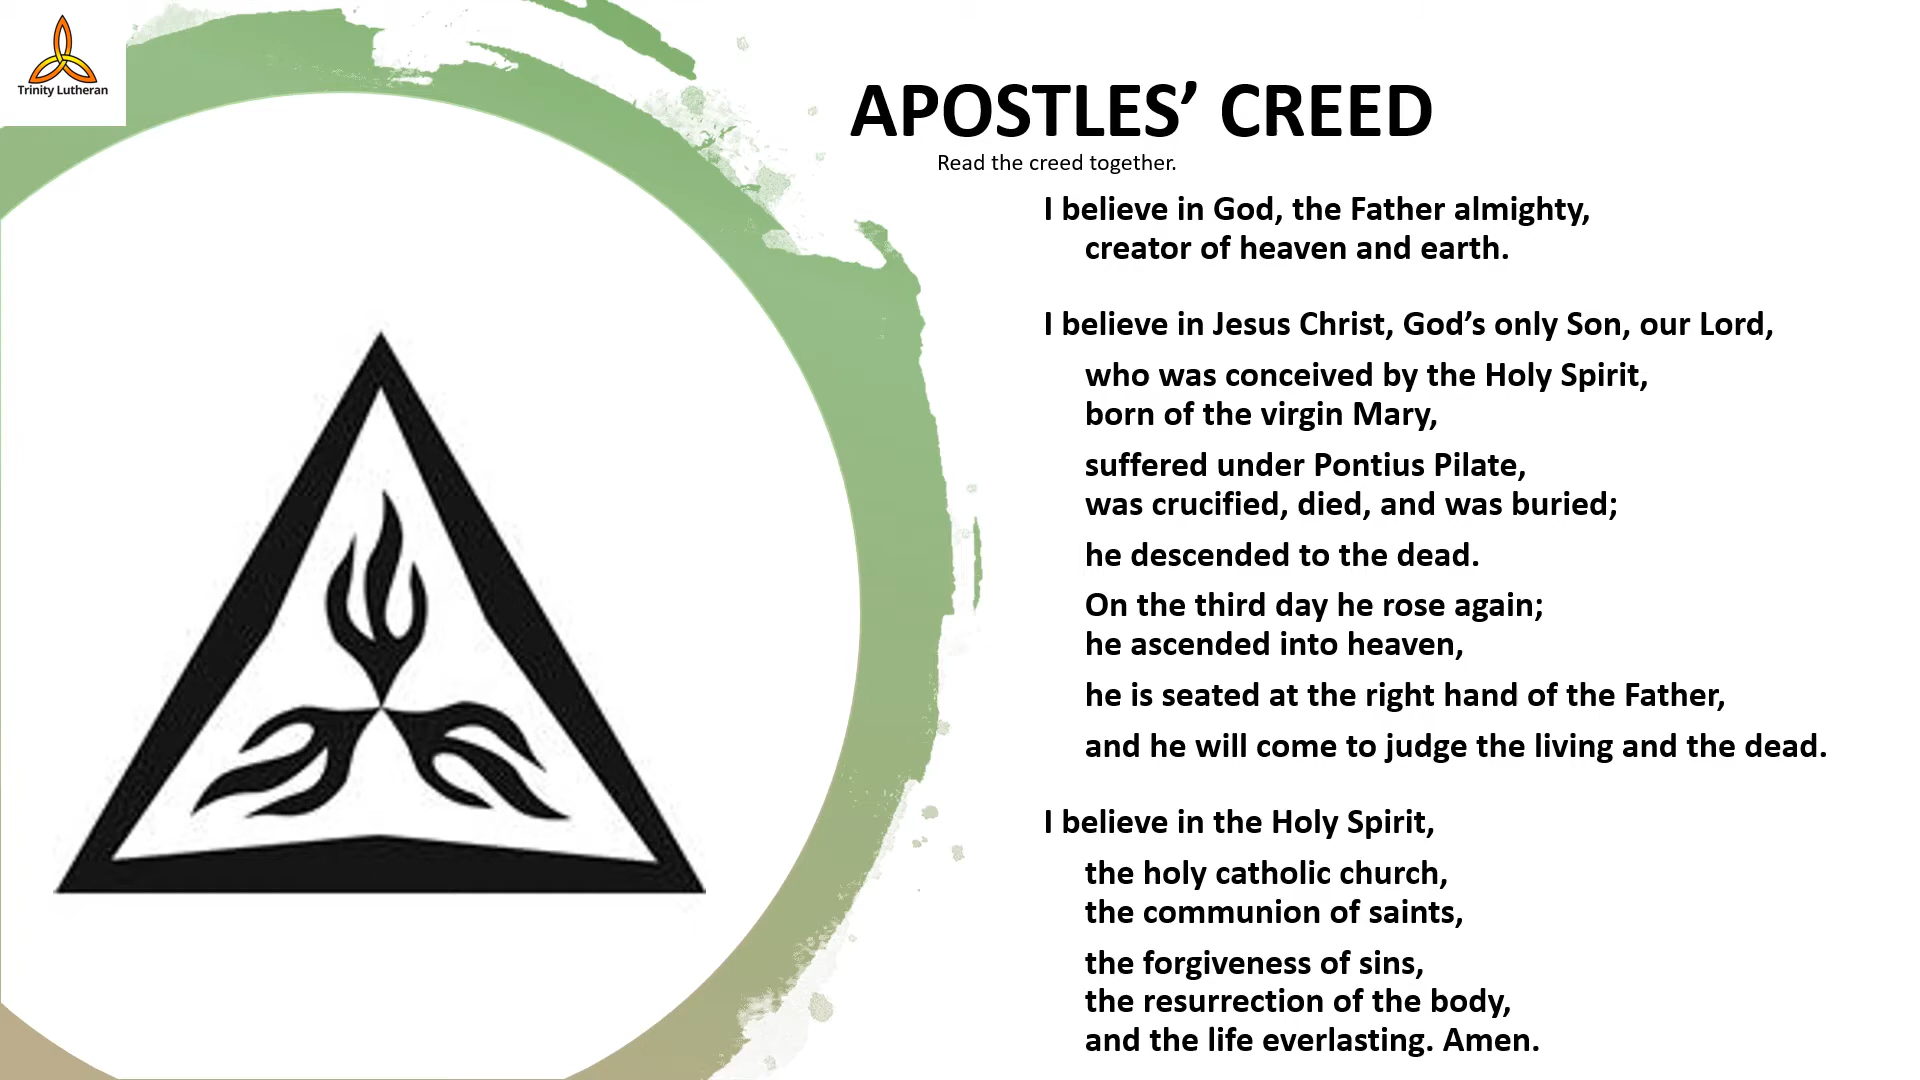 Trinity Lutheran
APOSTLES’ CREED
Read the creed together.
I believe in God, the Father almighty,
creator of heaven and earth.
I believe in Jesus Christ, God’s only Son, our Lord,
who was conceived by the Holy Spirit,
born of the virgin Mary,
suffered under Pontius Pilate,
was crucified, died, and was buried;
he descended to the dead.
On the third day he rose again;
he ascended into heaven,
he is seated at the right hand of the Father,
and he will come to judge the living and the dead.
I believe in the Holy Spirit,
the holy catholic church,
the communion of saints,
the forgiveness of sins,
the resurrection of the body,
and the life everlasting. Amen.